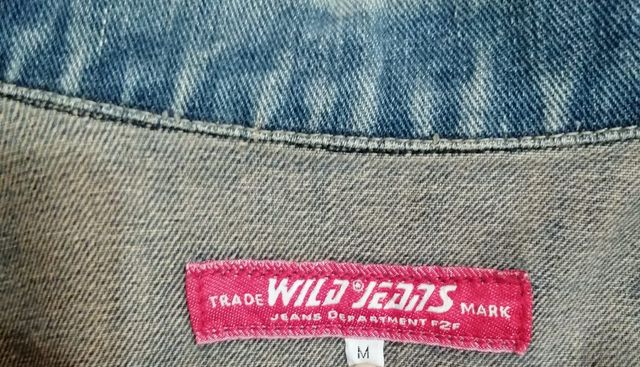 TRADE WILD JEANS MARK
JEANS DEPARTMENT F2F
M